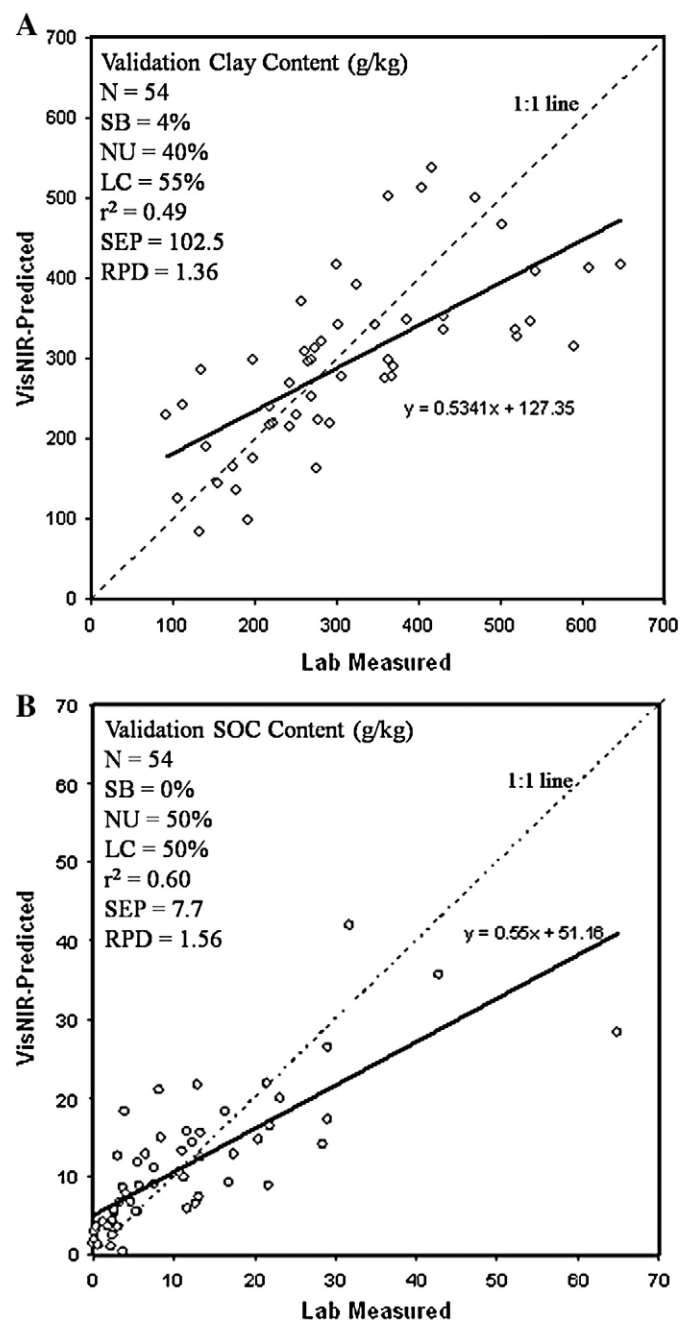 A
Validation Clay Content (g/kg)
N = 54
SB = 4%
NU = 40%
LC = 55%
r² = 0.49
SEP = 102.5
RPD = 1.36
1:1 line
y = 0.5341x + 127.35
VisNIR-Predicted
700
600
500
400
300
200
100
0
0 100 200 300 400 500 600 700
Lab Measured
B
Validation SOC Content (g/kg)
N = 54
SB = 0%
NU = 50%
LC = 50%
r² = 0.60
SEP = 7.7
RPD = 1.56
1:1 line
y = 0.55x + 51.16
VisNIR-Predicted
70
60
50
40
30
20
10
0
0 10 20 30 40 50 60 70
Lab Measured